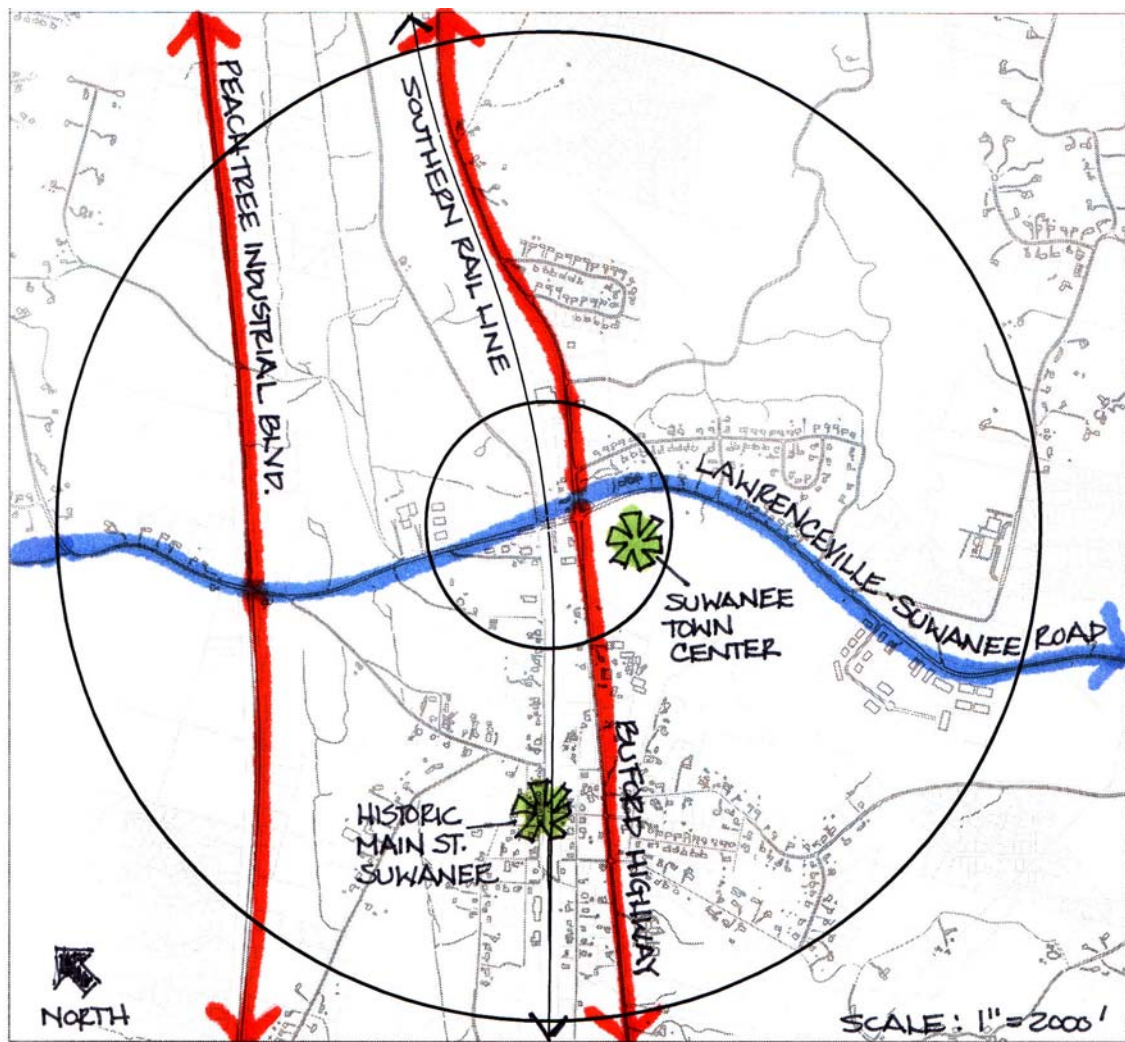 PEACHTREE INDUSTRIAL BLVD.
SOUTHERN RAIL LINE
LAWRENCEVILLE-SUWANEE ROAD
SUWANEE
TOWN
CENTER
BUFORD HIGHWAY
HISTORIC
MAIN ST.
SUWANEE
NORTH
SCALE: 1"=2000'